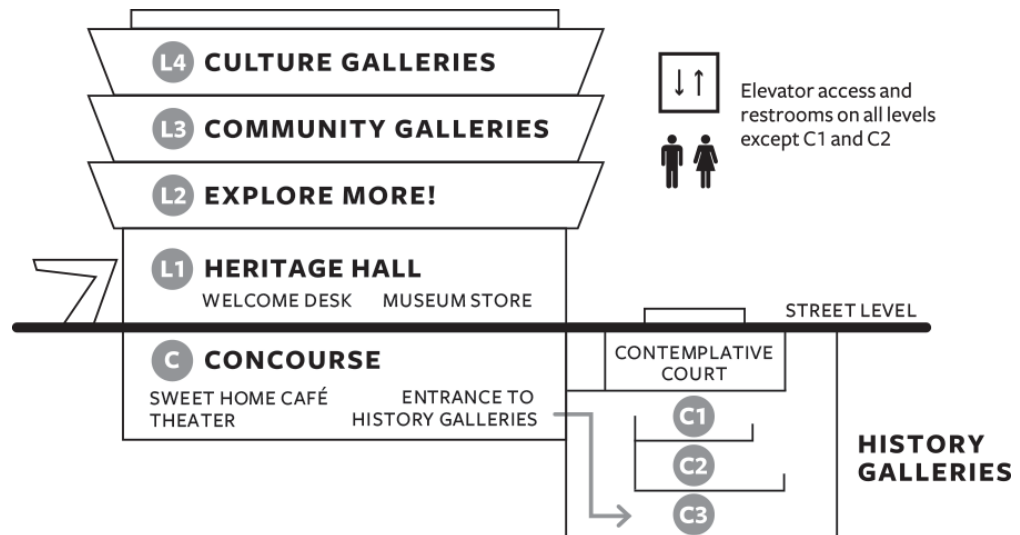 L4 CULTURE GALLERIES
Elevator access and
restrooms on all levels
except C1 and C2
L3 COMMUNITY GALLERIES
L2 EXPLORE MORE!
L1 HERITAGE HALL
WELCOME DESK MUSEUM STORE
STREET LEVEL
C CONCOURSE
SWEET HOME CAFÉ
THEATER
ENTRANCE TO
HISTORY GALLERIES
CONTEMPLATIVE
COURT
C1
C2
C3
HISTORY
GALLERIES